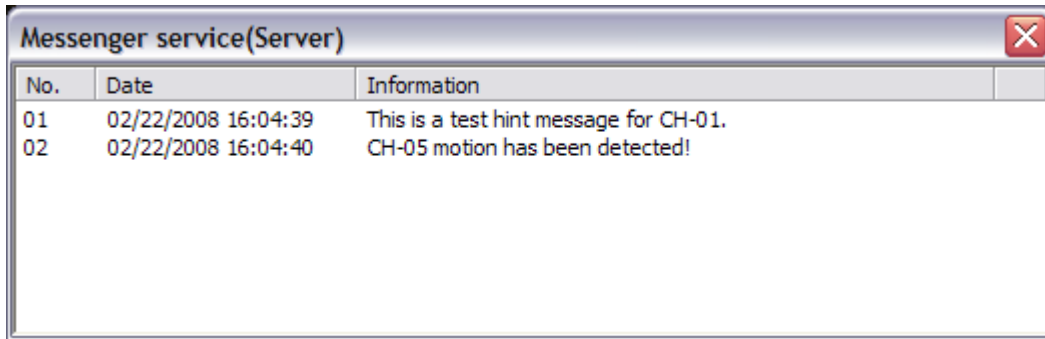 Messenger service(Server)
No. Date Information
01 02/22/2008 16:04:39 This is a test hint message for CH-01.
02 02/22/2008 16:04:40 CH-05 motion has been detected!